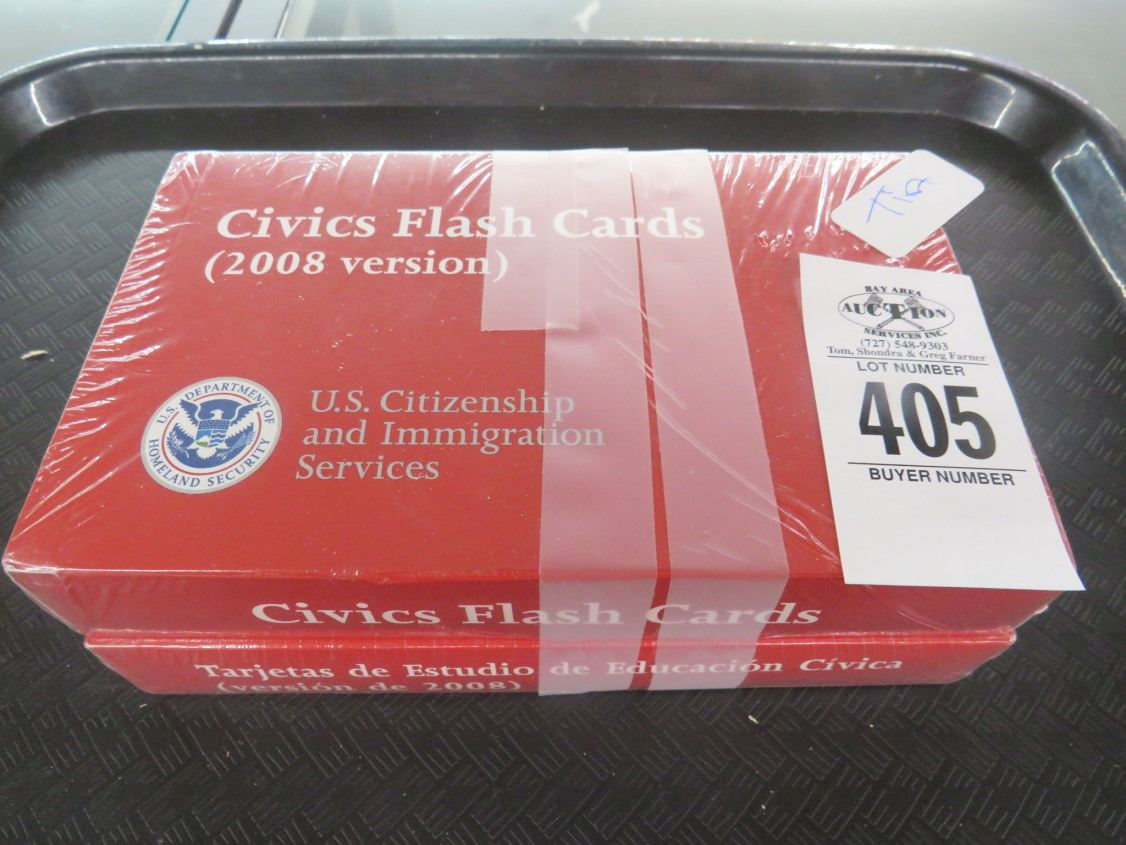 Civics Flash Cards
(2008 version)
U.S. DEPARTMENT OF
HOMELAND SECURITY
U.S. Citizenship
and Immigration
Services
BAY AREA
AUCTION
SERVICES INC.
(727) 548-9303
Tom, Shondra & Greg Farner
LOT NUMBER
405
BUYER NUMBER
Civics Flash Cards
Tarjetas de Estudio de Educación Cívica
(versión de 2008)